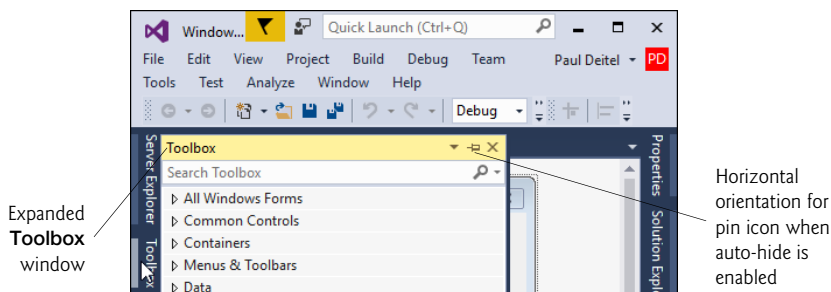 Window...
Quick Launch (Ctrl+Q)
File Edit View Project Build Debug Team Paul Deitel PD
Tools Test Analyze Window Help
Debug
Server Explorer
Toolbox
Toolbox
Search Toolbox
All Windows Forms
Common Controls
Containers
Menus & Toolbars
Data
Properties
Solution Explo
Expanded
Toolbox
window
Horizontal
orientation for
pin icon when
auto-hide is
enabled